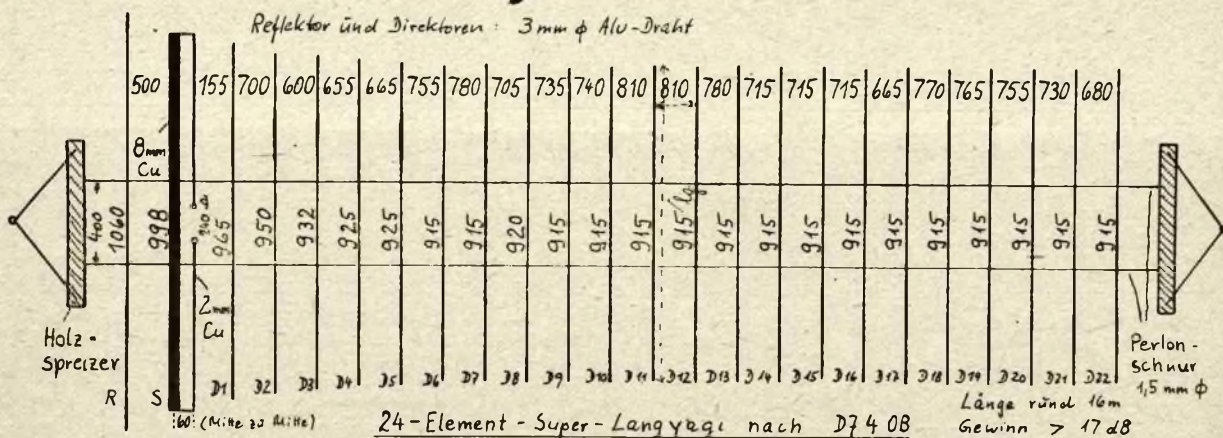 Reflektor und Direktoren: 3mm ϕ Alu-Draht
500 155 700 600 655 665 755 780 705 735 740 810 810 780 715 715 715 665 770 765 755 730 680
8mm
Cu
400 1060 998 240 Ω 965 950 932 925 925 915 915 920 915 915 915 915 lg 915 915 915 915 915 915 915 915 915 915
2mm
Cu
Holz-
spreizer
Perlon-
schnur
1,5 mm ϕ
R S D1 D2 D3 D4 D5 D6 D7 D8 D9 D10 D11 D12 D13 D14 D15 D16 D17 D18 D19 D20 D21 D22
60 (Mitte zu Mitte)
24-Element-Super-Langyagi nach DJ4OB
Länge rund 16m
Gewinn > 17 dB